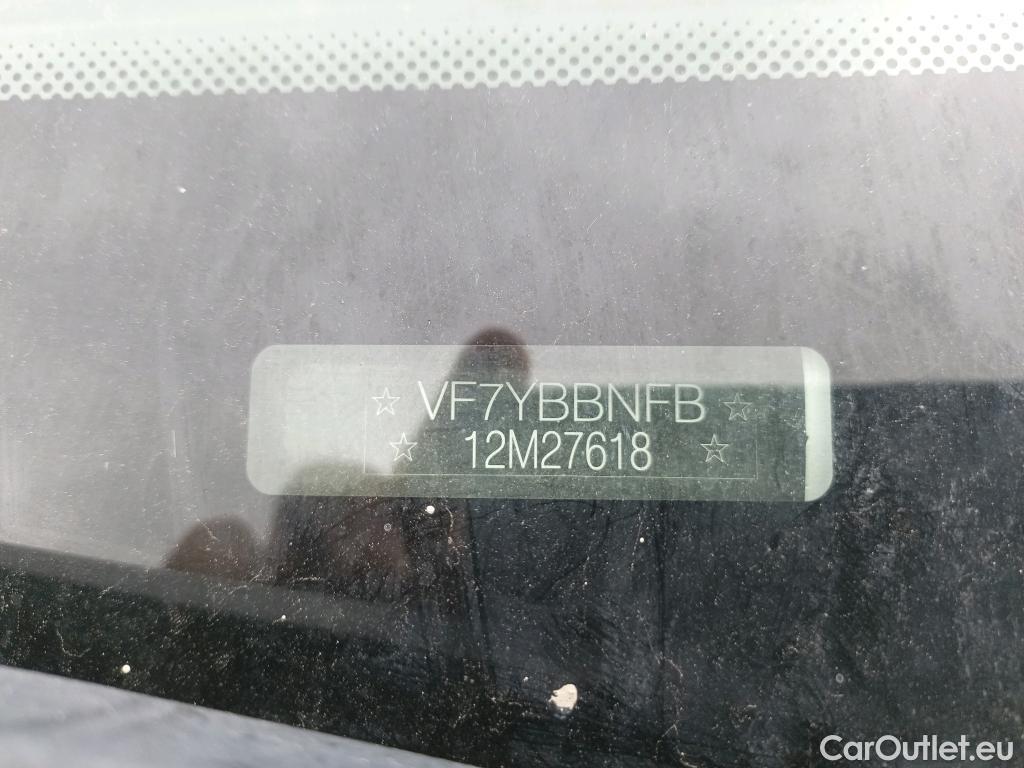 ☆ VF7YBBNFB ☆
☆ 12M27618 ☆
CarOutlet.eu